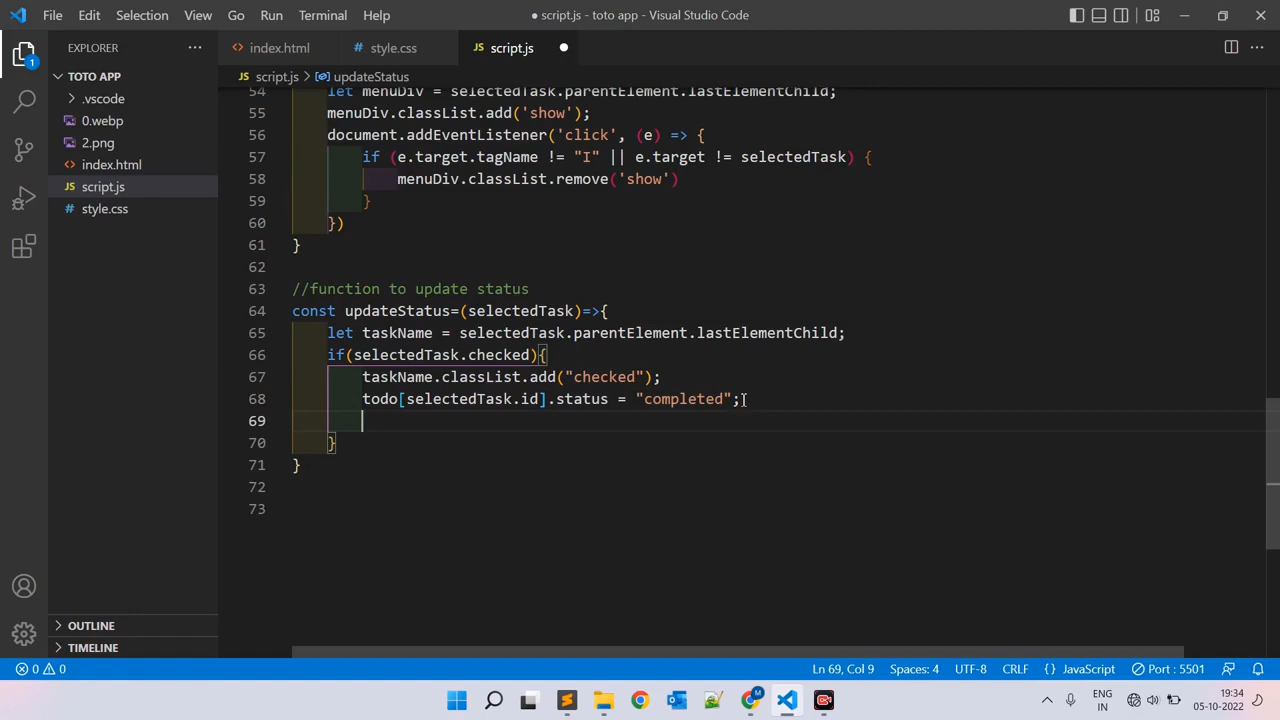 File Edit Selection View Go Run Terminal Help
script.js - toto app - Visual Studio Code
EXPLORER
TOTO APP
.vscode
0.webp
2.png
index.html
JS script.js
# style.css
OUTLINE
TIMELINE
1
index.html
# style.css
JS script.js
JS script.js > updateStatus
54 let menuDiv = selectedTask.parentElement.lastElementChild;
55 menuDiv.classList.add('show');
56 document.addEventListener('click', (e) => {
57 if (e.target.tagName != "I" || e.target != selectedTask) {
58 menuDiv.classList.remove('show')
59 }
60 })
61 }
62
63 //function to update status
64 const updateStatus=(selectedTask)=>{
65 let taskName = selectedTask.parentElement.lastElementChild;
66 if(selectedTask.checked){
67 taskName.classList.add("checked");
68 todo[selectedTask.id].status = "completed";
69
70 }
71 }
72
73
0 0 Ln 69, Col 9 Spaces: 4 UTF-8 CRLF {} JavaScript Port : 5501
ENG
IN
19:34
05-10-2022